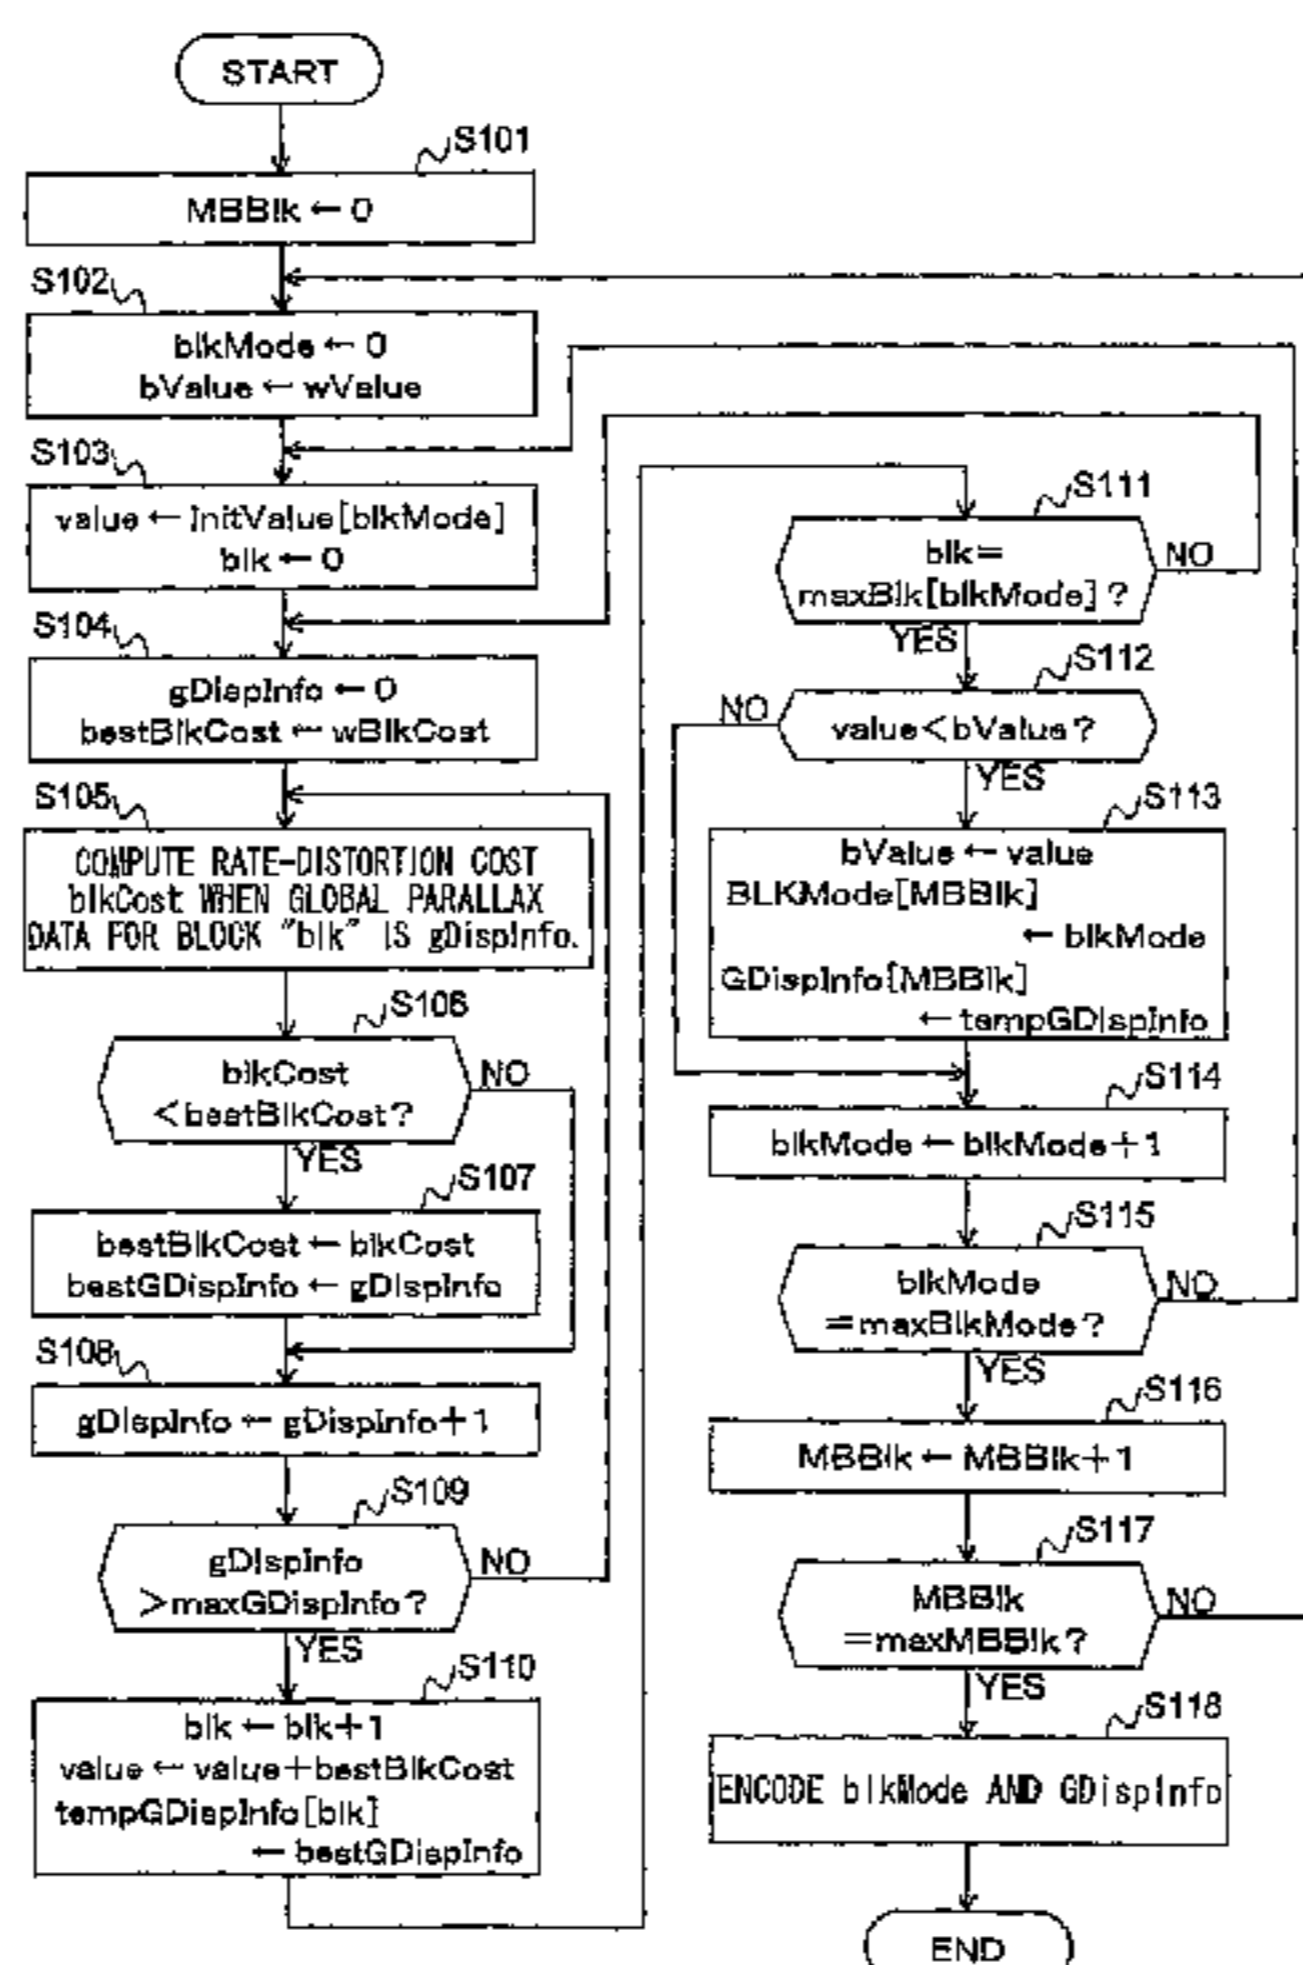 START
S101
MBBlk ← 0
S102
blkMode ← 0
bValue ← wValue
S103
value ← InitValue[blkMode]
blk ← 0
S104
gDispInfo ← 0
bestBlkCost ← wBlkCost
S105
COMPUTE RATE-DISTORTION COST
blkCost WHEN GLOBAL PARALLAX
DATA FOR BLOCK "blk" IS gDispInfo.
S106
blkCost
<bestBlkCost?
NO
YES
S107
bestBlkCost ← blkCost
bestGDispInfo ← gDispInfo
S108
gDispInfo ← gDispInfo+1
S109
gDispInfo
>maxGDispInfo?
NO
YES
S110
blk ← blk+1
value ← value+bestBlkCost
tempGDispInfo[blk]
← bestGDispInfo
S111
blk=
maxBlk[blkMode]?
NO
YES
S112
value<bValue?
NO
YES
S113
bValue ← value
BLKMode[MBBlk]
← blkMode
GDispInfo[MBBlk]
← tempGDispInfo
S114
blkMode ← blkMode+1
S115
blkMode
=maxBlkMode?
NO
YES
S116
MBBlk ← MBBlk+1
S117
MBBlk
=maxMBBlk?
NO
YES
S118
ENCODE blkMode AND GDispInfo
END